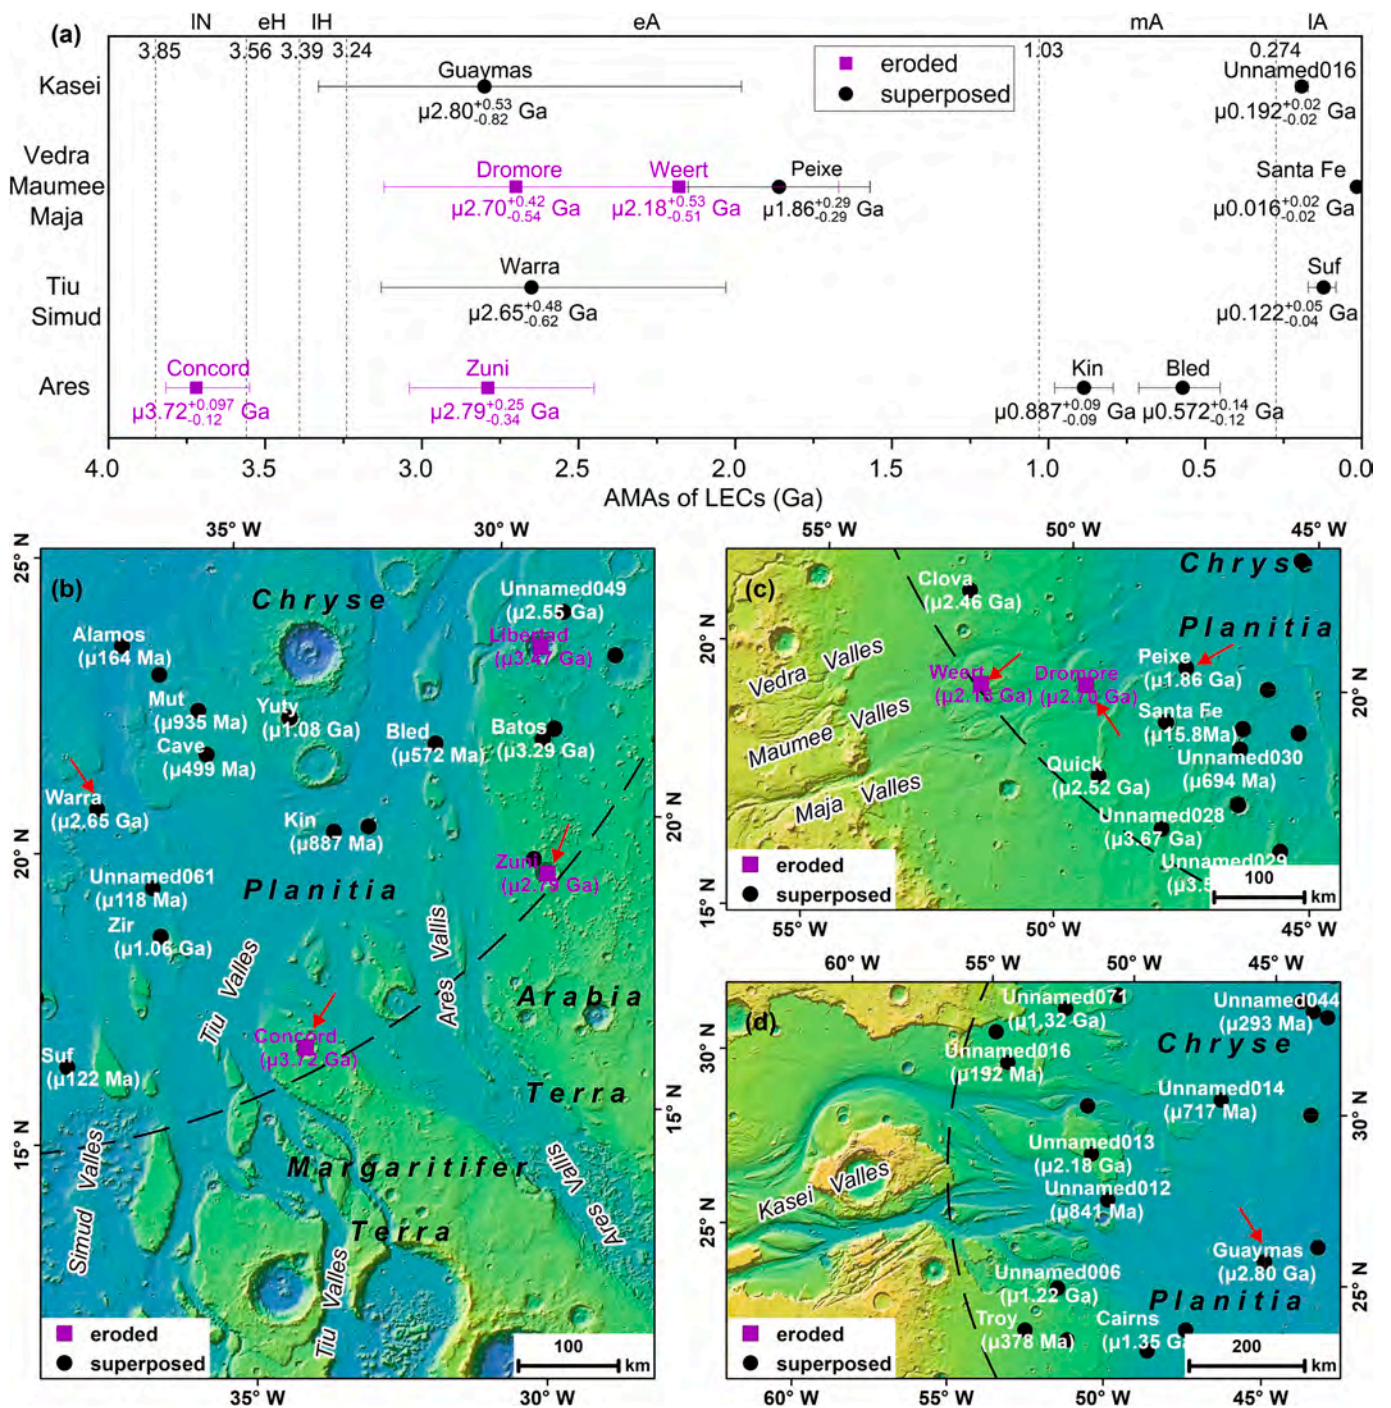 (a)
lN eH lH eA mA lA
3.85 3.56 3.39 3.24 1.03 0.274
eroded
superposed
Kasei
Guaymas
μ2.80+0.53-0.82 Ga
Unnamed016
μ0.192+0.02-0.02 Ga
Vedra
Maumee
Maja
Dromore
μ2.70+0.42-0.54 Ga
Weert
μ2.18+0.53-0.51 Ga
Peixe
μ1.86+0.29-0.29 Ga
Santa Fe
μ0.016+0.02-0.02 Ga
Tiu
Simud
Warra
μ2.65+0.48-0.62 Ga
Suf
μ0.122+0.05-0.04 Ga
Ares
Concord
μ3.72+0.097-0.12 Ga
Zuni
μ2.79+0.25-0.34 Ga
Kin
μ0.887+0.09-0.09 Ga
Bled
μ0.572+0.14-0.12 Ga
4.0 3.5 3.0 2.5 2.0 1.5 1.0 0.5 0.0
AMAs of LECs (Ga)
35° W 30° W
25° N
(b)
Chryse
Unnamed049
(μ2.55 Ga)
Libertad
(μ3.47 Ga)
Alamos
(μ164 Ma)
Mut
(μ935 Ma)
Yuty
(μ1.08 Ga)
Cave
(μ499 Ma)
Bled
(μ572 Ma)
Batos
(μ3.29 Ga)
Warra
(μ2.65 Ga)
Kin
(μ887 Ma)
20° N
20° N
Zuni
(μ2.79 Ga)
Unnamed061
(μ118 Ma)
Planitia
Zir
(μ1.06 Ga)
Tiu Valles
Ares Vallis
Arabia
Terra
Concord
(μ3.72 Ga)
Suf
(μ122 Ma)
15° N
15° N
Simud Valles
Margaritifer
Terra
Ares Vallis
Tiu Valles
eroded
superposed
100
km
35° W 30° W
55° W 50° W 45° W
(c)
Chryse
Planitia
Clova
(μ2.46 Ga)
20° N
20° N
Vedra Valles
Weert
(μ2.18 Ga)
Dromore
(μ2.70 Ga)
Peixe
(μ1.86 Ga)
Maumee Valles
Santa Fe
(μ15.8Ma)
Unnamed030
(μ694 Ma)
Quick
(μ2.52 Ga)
Maja Valles
Unnamed028
(μ3.67 Ga)
Unnamed029
(μ3.5
eroded
superposed
100
km
15° N
55° W 50° W 45° W
60° W 55° W 50° W 45° W
(d)
Unnamed071
(μ1.32 Ga)
Unnamed044
(μ293 Ma)
Chryse
30° N
30° N
Unnamed016
(μ192 Ma)
Unnamed014
(μ717 Ma)
Unnamed013
(μ2.18 Ga)
Kasei Valles
Unnamed012
(μ841 Ma)
25° N
25° N
Guaymas
(μ2.80 Ga)
Unnamed006
(μ1.22 Ga)
Planitia
Troy
(μ378 Ma)
Cairns
(μ1.35 Ga
eroded
superposed
200
km
60° W 55° W 50° W 45° W